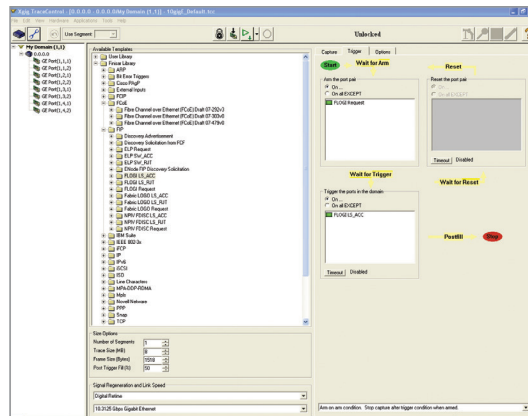 Xgig TraceControl - [0.0.0.0 - 0.0.0.0/My Domain (1,1)] - 10gigE_Default.tcc
File Edit View Hardware Applications Tools Help
Use Segment
Unlocked
My Domain (1,1)
0.0.0.0
GE Port(1,1,1)
GE Port(1,1,2)
GE Port(1,2,1)
GE Port(1,2,2)
GE Port(1,3,1)
GE Port(1,3,2)
GE Port(1,4,1)
GE Port(1,4,2)
Available Templates
User Library
Finisar Library
ARP
Bit Error Triggers
Cisco PAgP
External Inputs
FCIP
FCoE
Fibre Channel over Ethernet (FCoE) Draft 07-292v3
Fibre Channel over Ethernet (FCoE) Draft 07-303v0
Fibre Channel over Ethernet (FCoE) Draft 07-479v0
FIP
Discovery Advertisement
Discovery Solicitation from FCF
ELP Request
ELP SW_ACC
ELP SW_RJT
ENode FIP Discovery Solicitation
FLOGI LS_ACC
FLOGI LS_RJT
FLOGI Request
Fabric LOGO LS_ACC
Fabric LOGO LS_RJT
Fabric LOGO Request
NPIV FDISC LS_ACC
NPIV FDISC LS_RJT
NPIV FDISC Request
IBM Suite
IEEE 802.3x
iFCP
IP
IPv6
iSCSI
ISO
Line Characters
MPA-DDP-RDMA
Mpls
Novell Netware
PPP
Snap
TCP
Size Options
Number of Segments 1
Trace Size (MB) 8
Frame Size (Bytes) 1518
Post Trigger Fill (%) 50
Signal Regeneration and Link Speed
Digital Retime
10.3125 Gbps Gigabit Ethernet
Capture Trigger Options
Start Wait for Arm
Arm the port pair
On ...
On all EXCEPT
FLOGI Request
Reset
Reset the port pair
On ...
On all EXCEPT
Timeout Disabled
Wait for Trigger
Wait for Reset
Trigger the ports in the domain
On ...
On all EXCEPT
FLOGI LS_ACC
Postfill Stop
Timeout Disabled
Arm on arm condition. Stop capture after trigger condition when armed.